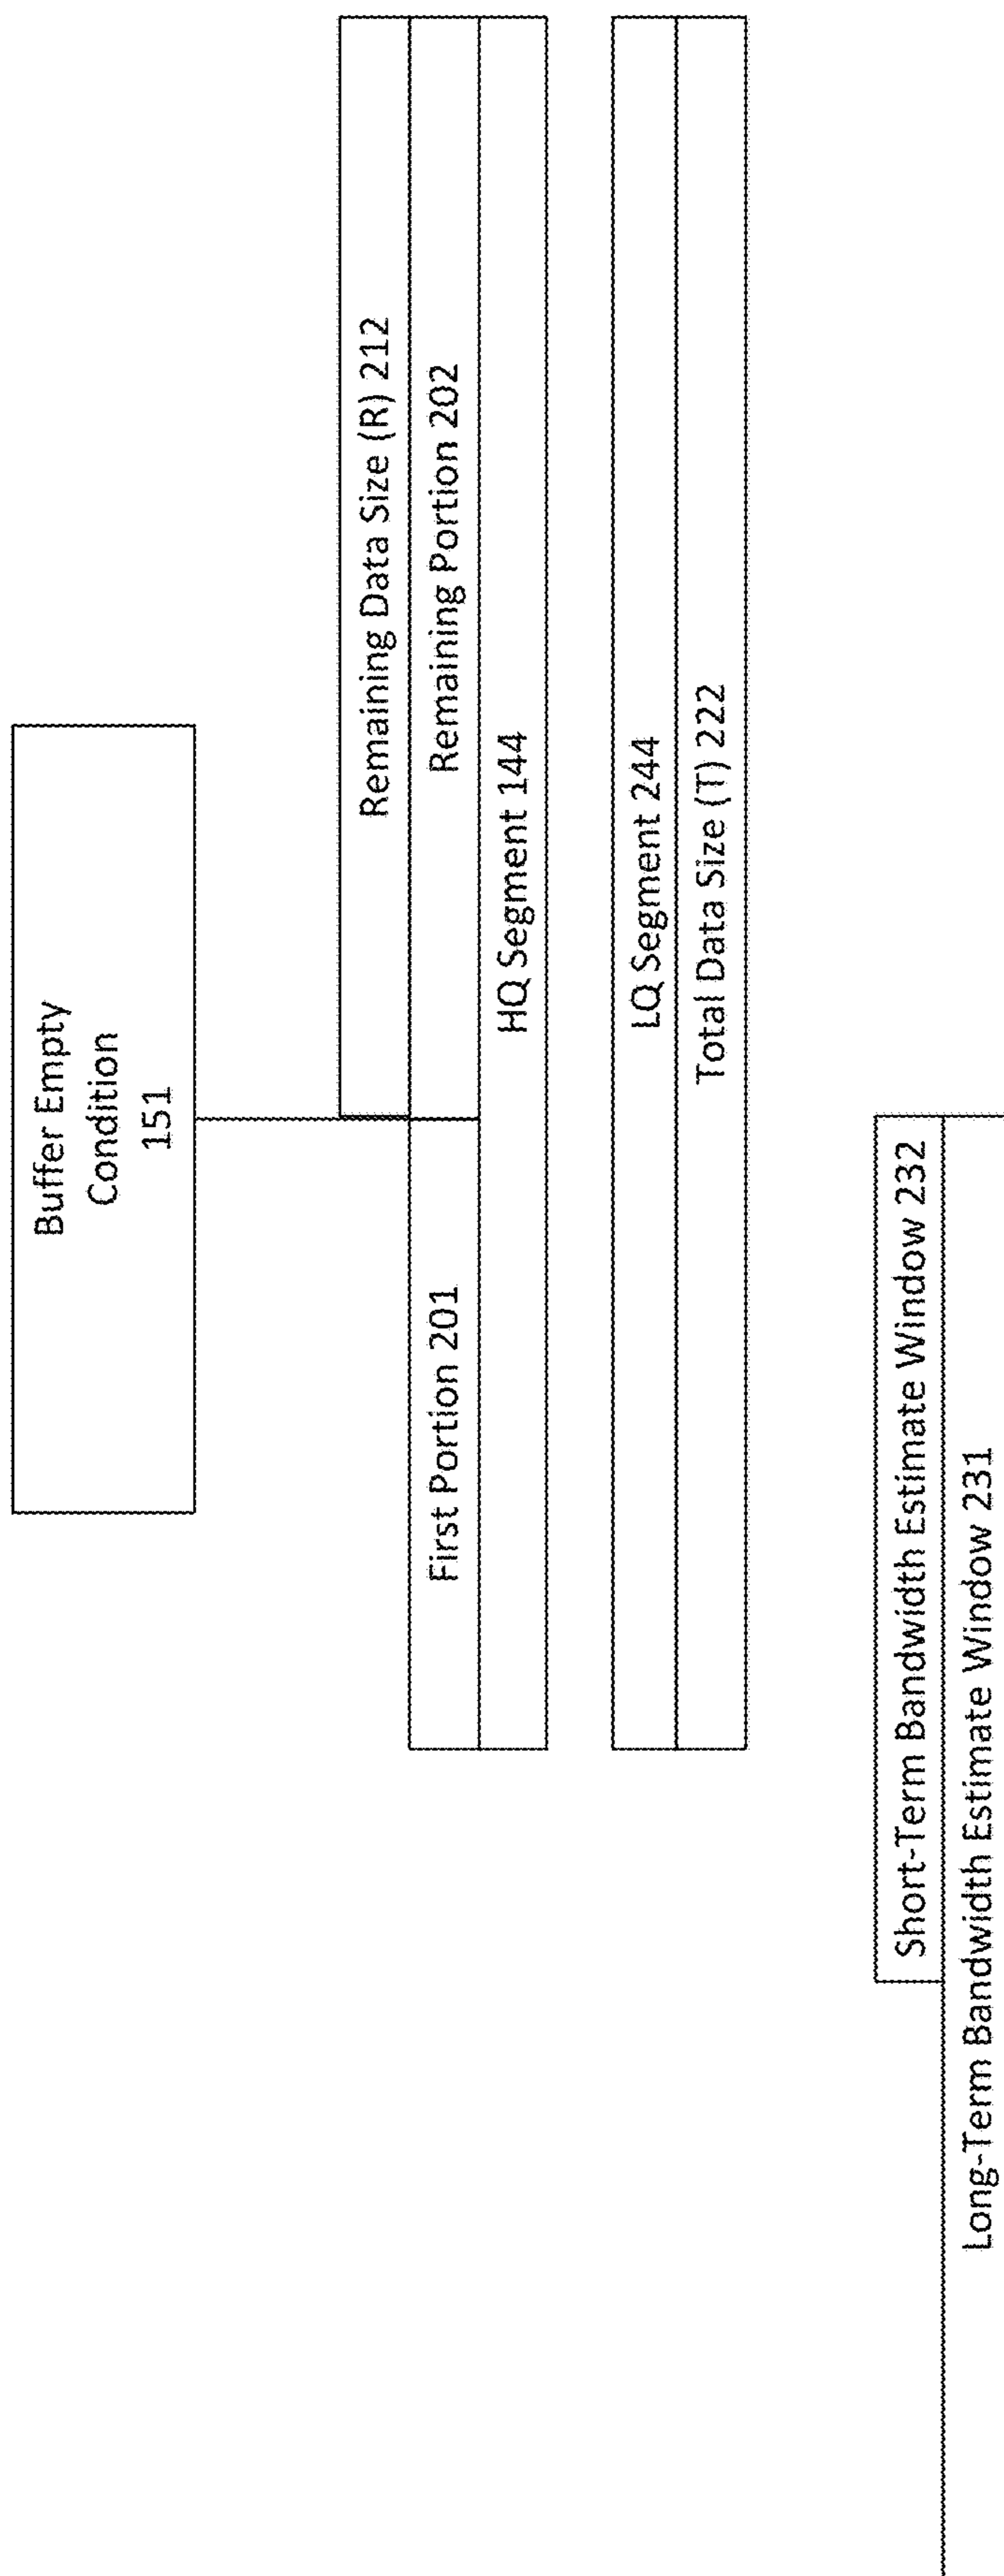 Buffer Empty
Condition
151
Remaining Data Size (R) 212
First Portion 201
Remaining Portion 202
HQ Segment 144
LQ Segment 244
Total Data Size (T) 222
Short-Term Bandwidth Estimate Window 232
Long-Term Bandwidth Estimate Window 231